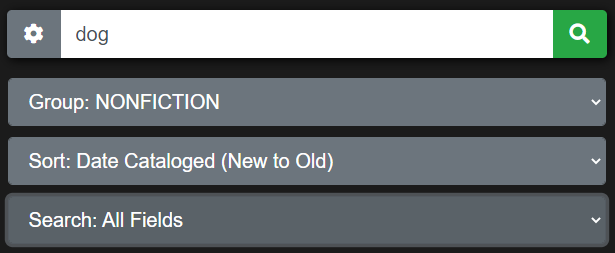 dog
Group: NONFICTION
Sort: Date Cataloged (New to Old)
Search: All Fields